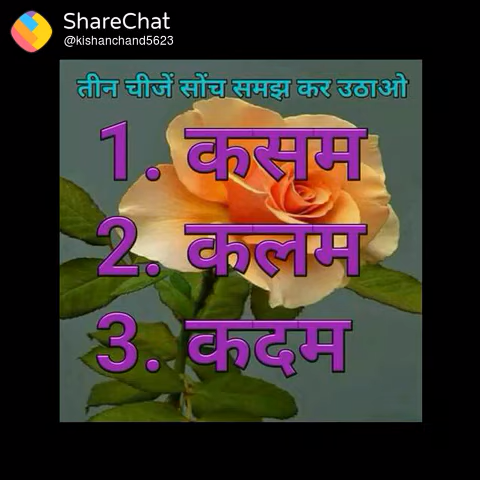 ShareChat
@kishanchand5623
तीन चीजें सोंच समझ कर उठाओ
1. कसम
2. कलम
3. कदम